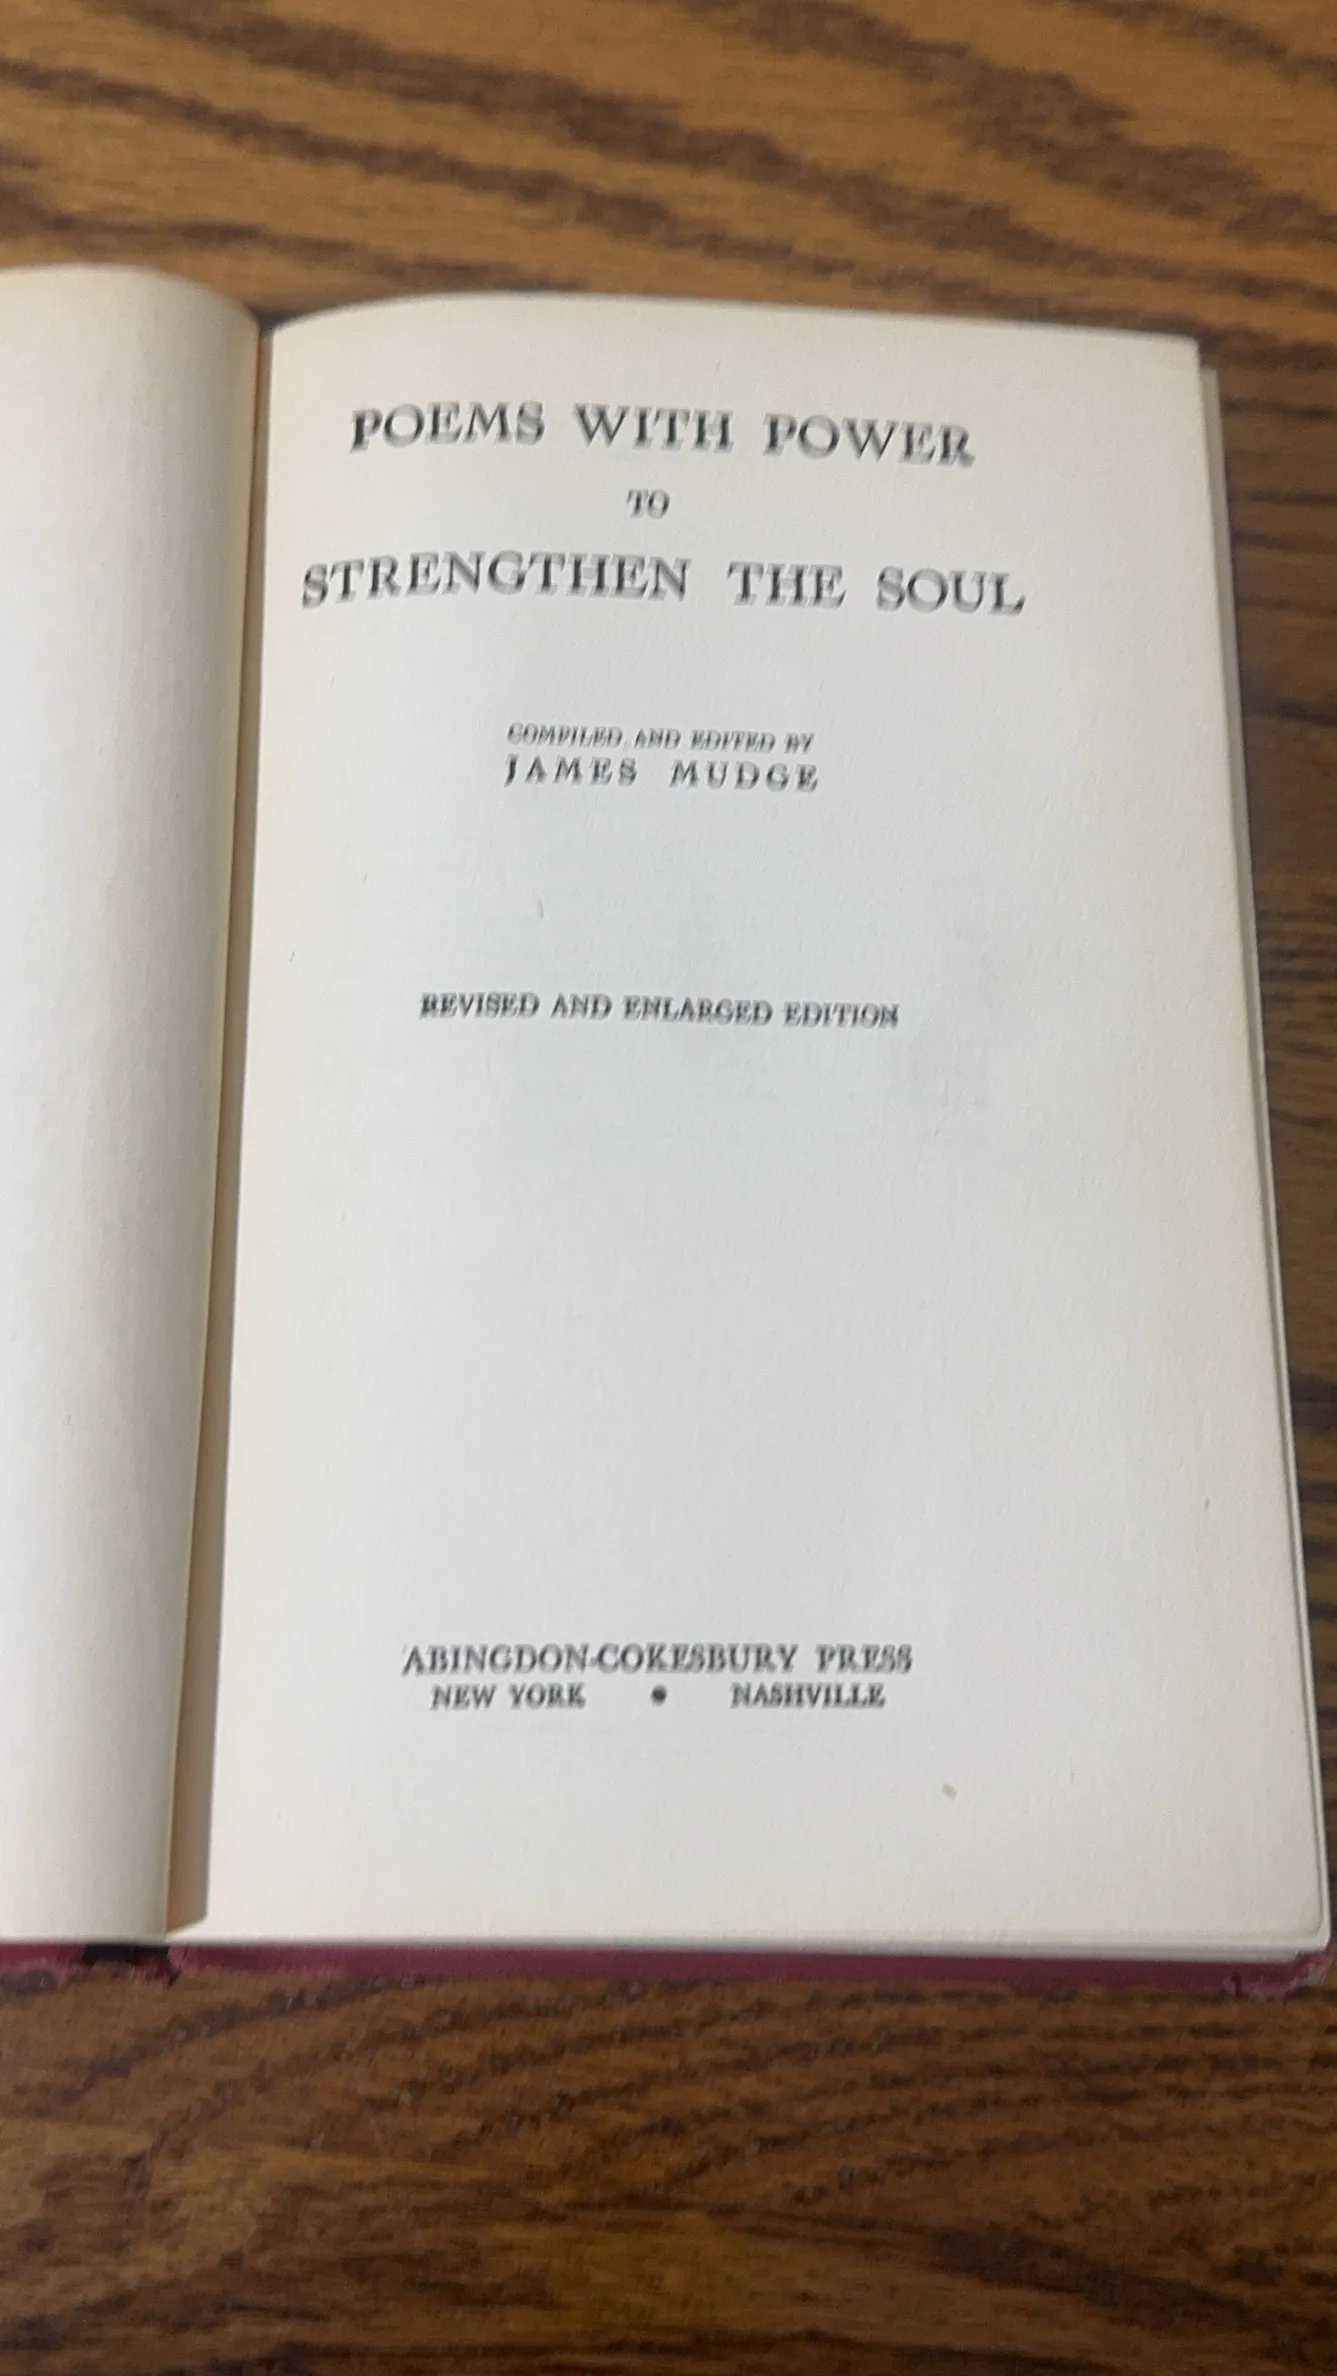 POEMS WITH POWER
TO
STRENGTHEN THE SOUL
COMPILED AND EDITED BY
JAMES MUDGE
REVISED AND ENLARGED EDITION
ABINGDON-COKESBURY PRESS
NEW YORK • NASHVILLE